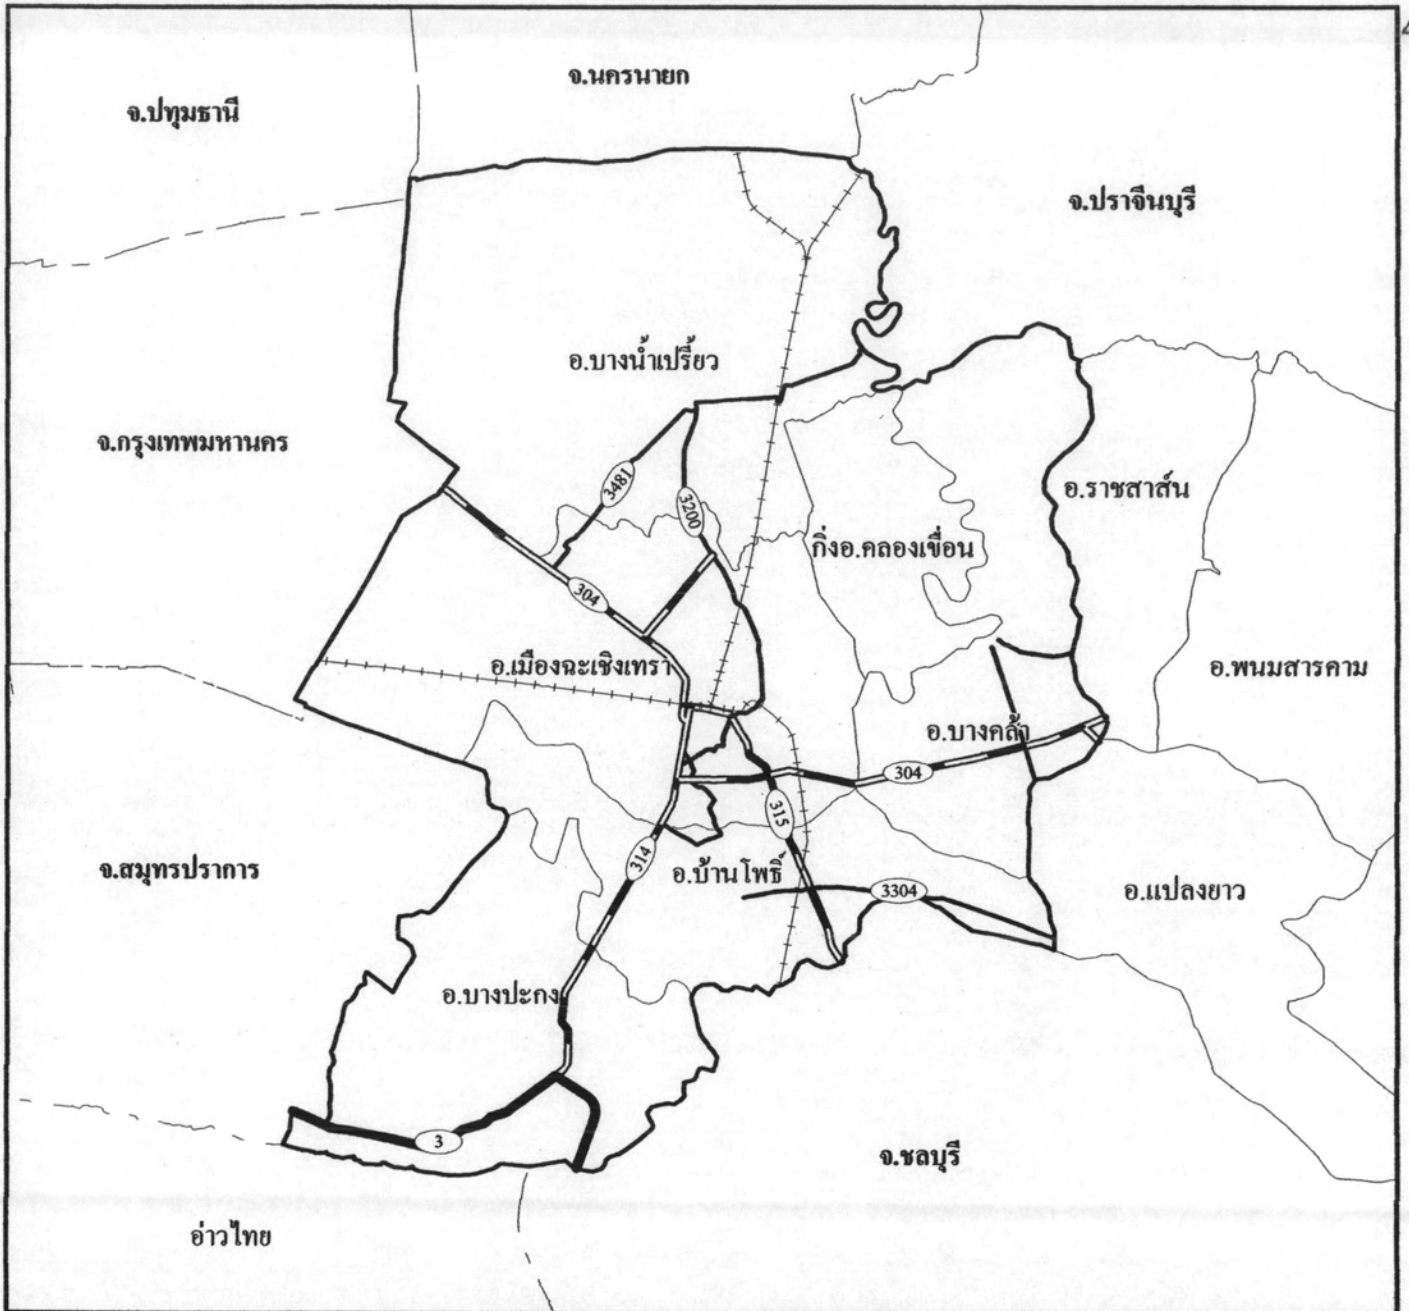 4
จ.นครนายก
จ.ปทุมธานี
จ.ปราจีนบุรี
อ.บางน้ำเปรี้ยว
จ.กรุงเทพมหานคร
3481
อ.ราชสาส์น
3200
กิ่งอ.คลองเขื่อน
304
อ.เมืองฉะเชิงเทรา
อ.พนมสารคาม
อ.บางคล้า
304
315
314
จ.สมุทรปราการ
อ.บ้านโพธิ์
3304
อ.แปลงยาว
อ.บางปะกง
3
จ.ชลบุรี
อ่าวไทย